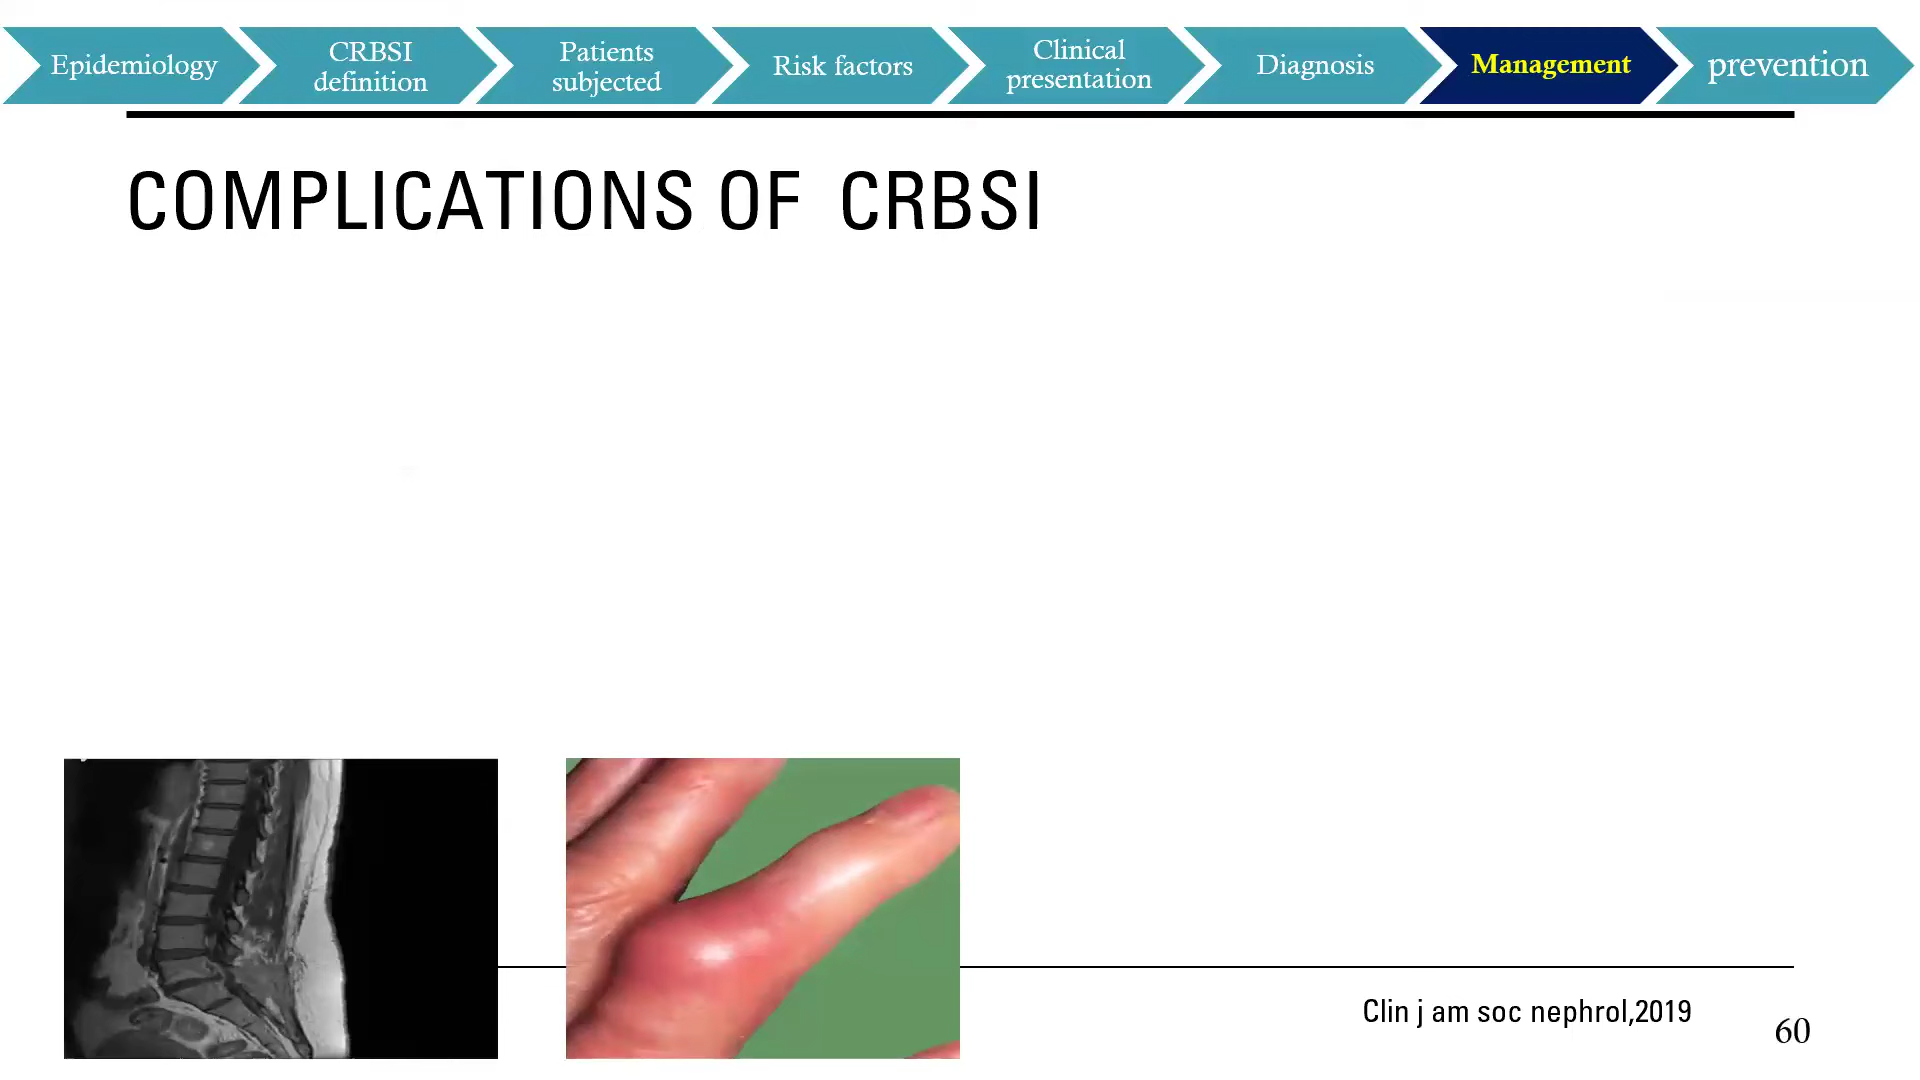 Epidemiology
CRBSI
definition
Patients
subjected
Risk factors
Clinical
presentation
Diagnosis
Management
prevention
COMPLICATIONS OF CRBSI
Clin j am soc nephrol,2019
60